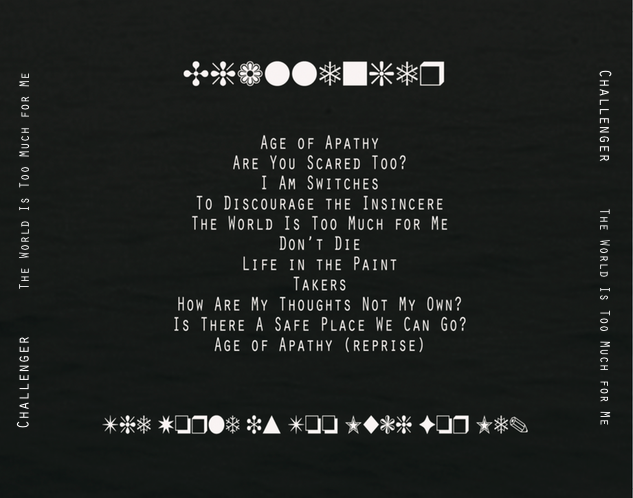 Challenger The World Is Too Much for Me
Age of Apathy
Are You Scared Too?
I Am Switches
To Discourage the Insincere
The World Is Too Much for Me
Don't Die
Life in the Paint
Takers
How Are My Thoughts Not My Own?
Is There A Safe Place We Can Go?
Age of Apathy (reprise)
Challenger The World Is Too Much for Me